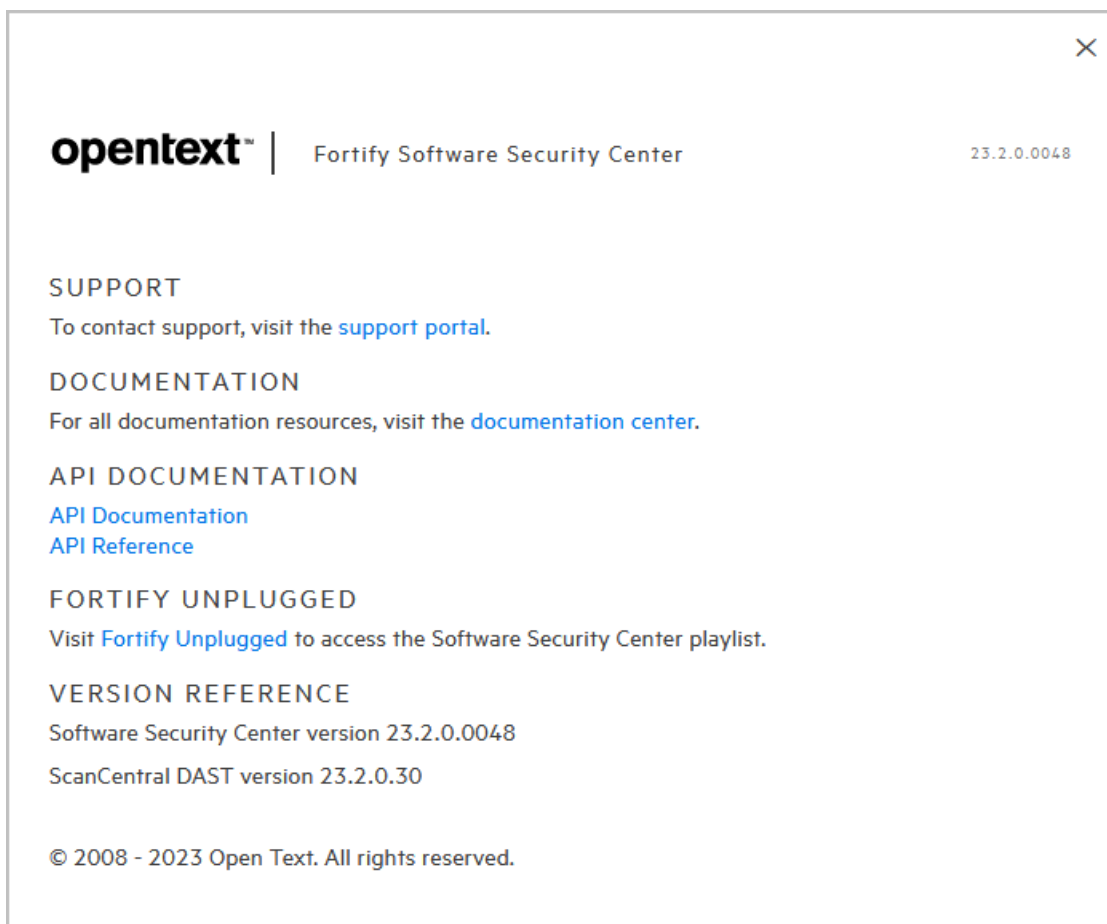 opentext™ | Fortify Software Security Center 23.2.0.0048
SUPPORT
To contact support, visit the support portal.
DOCUMENTATION
For all documentation resources, visit the documentation center.
API DOCUMENTATION
API Documentation
API Reference
FORTIFY UNPLUGGED
Visit Fortify Unplugged to access the Software Security Center playlist.
VERSION REFERENCE
Software Security Center version 23.2.0.0048
ScanCentral DAST version 23.2.0.30
© 2008 - 2023 Open Text. All rights reserved.